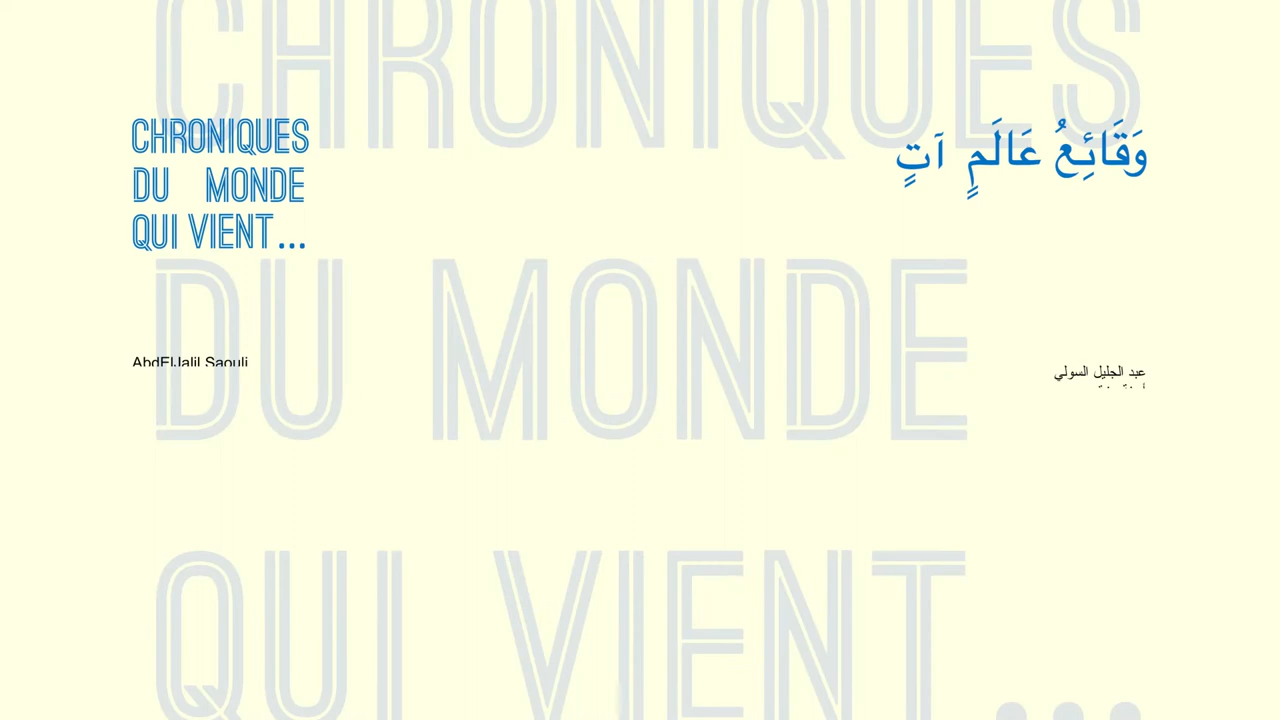 CHRONIQUES
DU MONDE
QUI VIENT...
CHRONIQUES
DU MONDE
QUI VIENT...
وَقَائِعُ عَالَمٍ آتٍ
AbdElJalil Saouli
عبد الجليل السولي